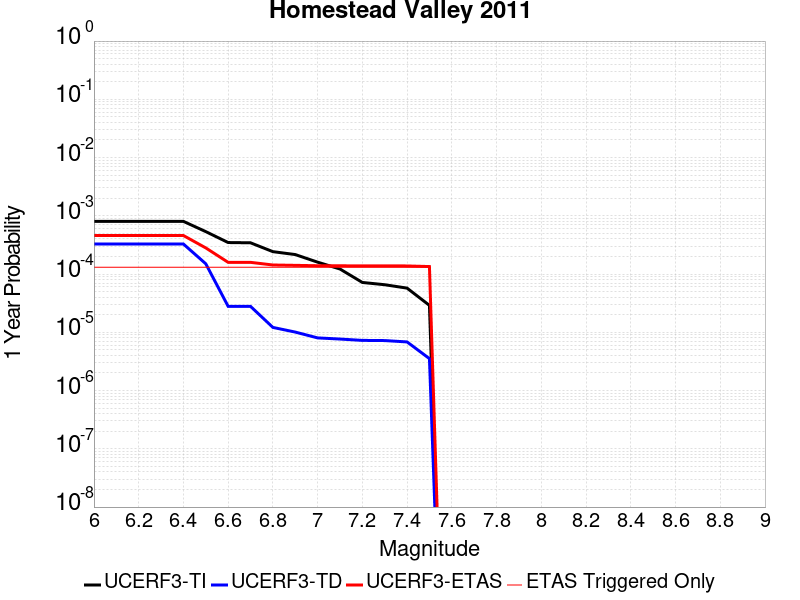 Homestead Valley 2011
10 0
10 -1
10 -2
10 -3
10 -4
10 -5
10 -6
10 -7
10 -8
1 Year Probability
6 6.2 6.4 6.6 6.8 7 7.2 7.4 7.6 7.8 8 8.2 8.4 8.6 8.8 9
Magnitude
UCERF3-TI UCERF3-TD UCERF3-ETAS ETAS Triggered Only